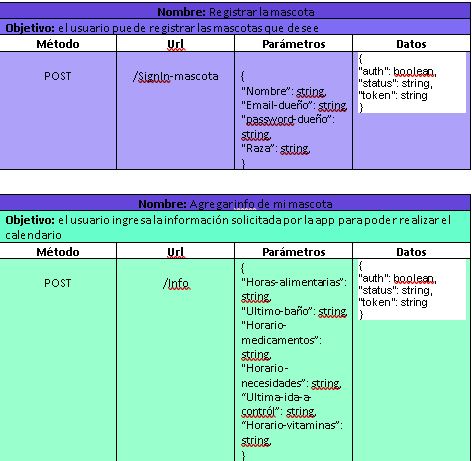 Nombre: Registrar la mascota
Objetivo: el usuario puede registrar las mascotas que desee
Método Url Parámetros Datos
POST /SignIn-mascota
{
"Nombre": string,
"Email-dueño": string,
"password-dueño":
string,
"Raza": string,
}
{
"auth": boolean,
"status": string,
"token": string
}
Nombre: Agregar info de mi mascota
Objetivo: el usuario ingresa la información solicitada por la app para poder realizar el
calendario
Método Url Parámetros Datos
POST /Info
{
"Horas-alimentarias":
string,
"Ultimo-baño": string,
"Horario-
medicamentos":
string,
"Horario-
necesidades": string,
"Ultima-ida-a-
contról": string,
"Horario-vitaminas":
string,
}
{
"auth": boolean,
"status": string,
"token": string
}